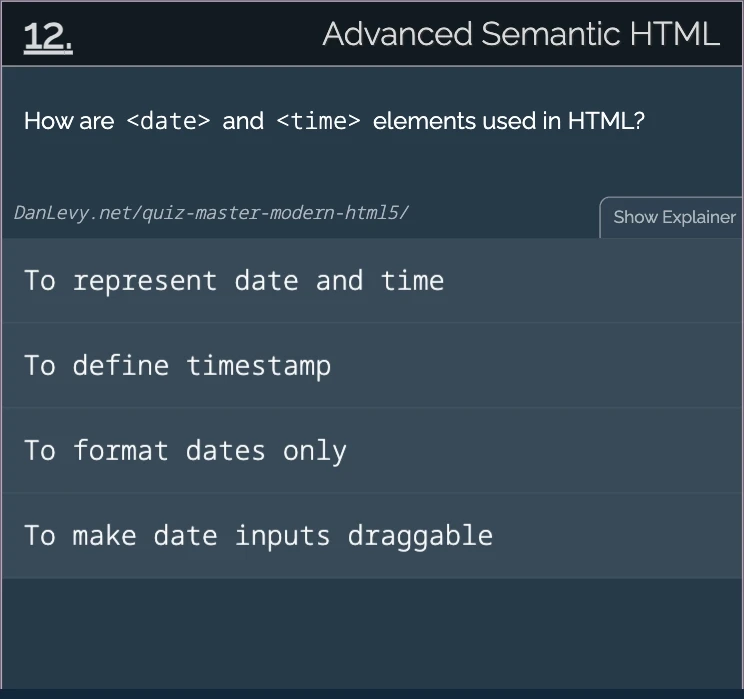 12.
Advanced Semantic HTML
How are <date> and <time> elements used in HTML?
DanLevy.net/quiz-master-modern-html5/
Show Explainer
To represent date and time
To define timestamp
To format dates only
To make date inputs draggable